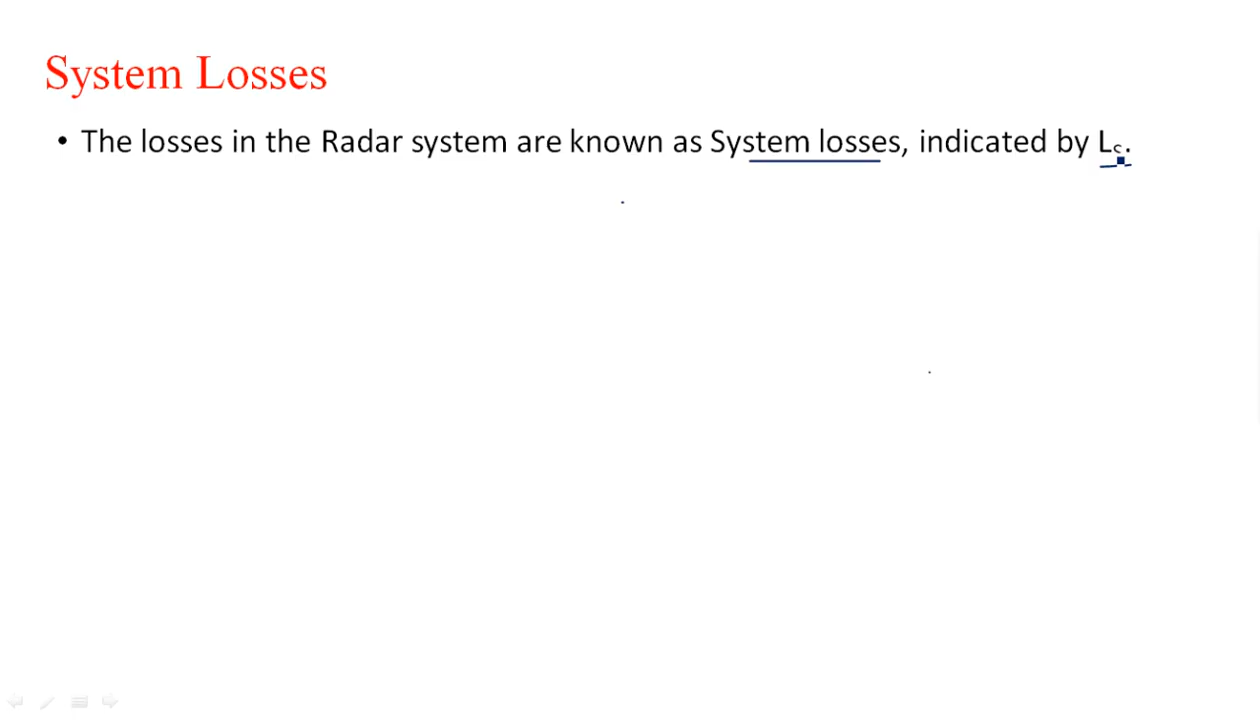 System Losses
• The losses in the Radar system are known as System losses, indicated by Lₛ.